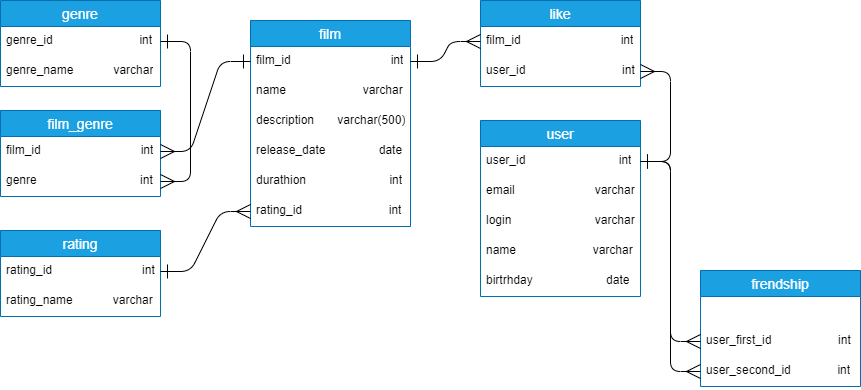 genre
genre_id int
genre_name varchar
film_genre
film_id int
genre int
rating
rating_id int
rating_name varchar
film
film_id int
name varchar
description varchar(500)
release_date date
durathion int
rating_id int
like
film_id int
user_id int
user
user_id int
email varchar
login varchar
name varchar
birtrhday date
frendship
user_first_id int
user_second_id int